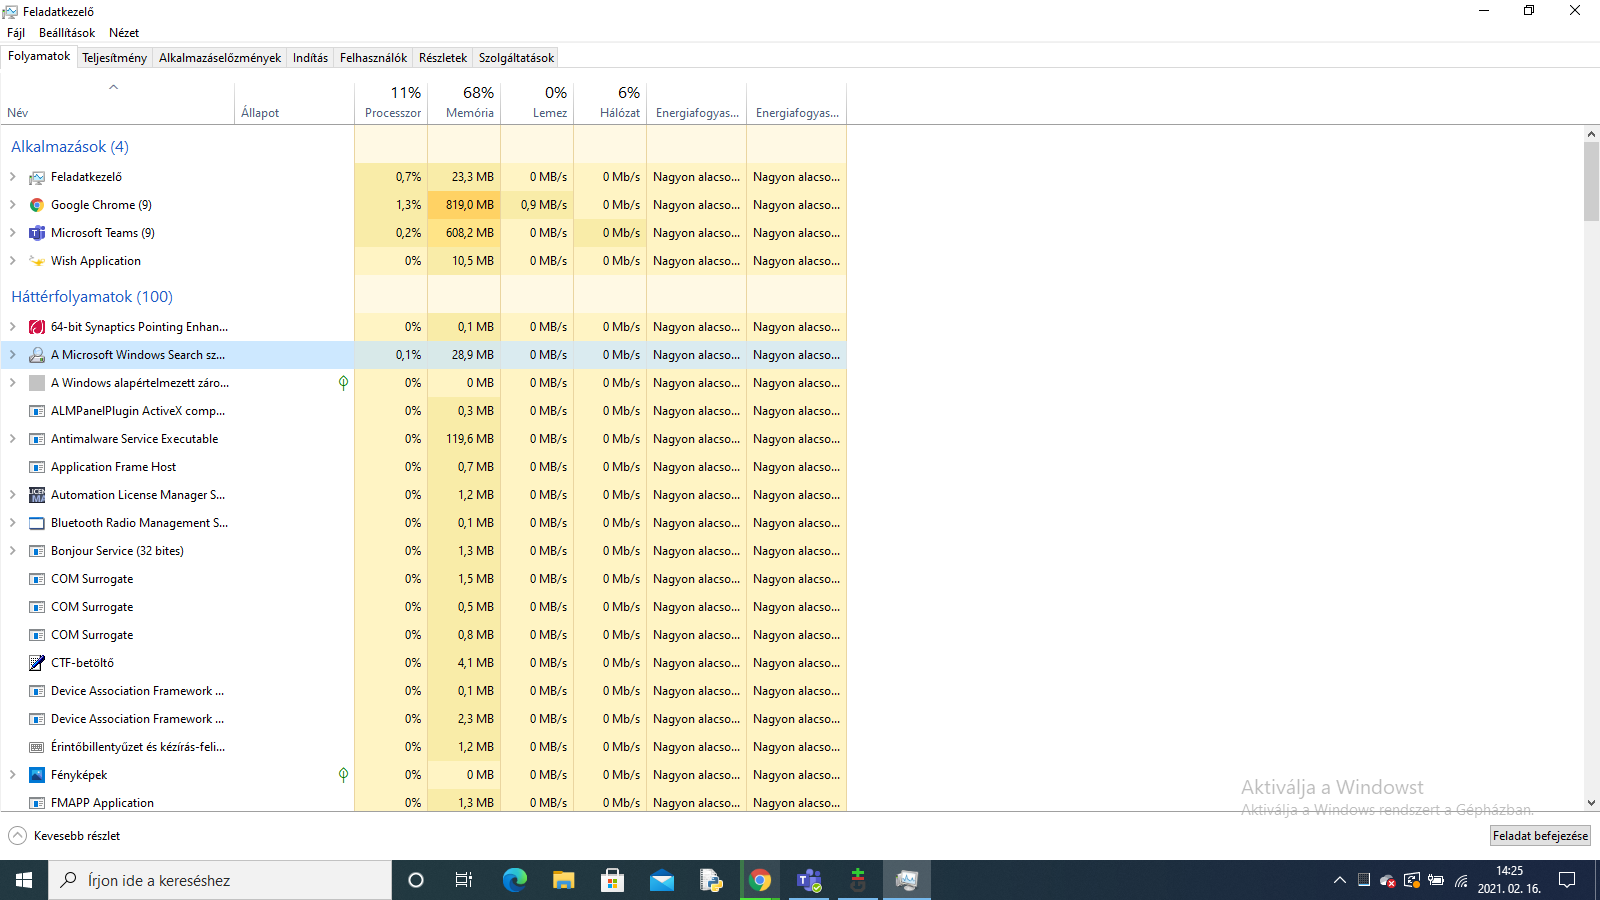 Feladatkezelő
Fájl Beállítások Nézet
Folyamatok Teljesítmény Alkalmazáselőzmények Indítás Felhasználók Részletek Szolgáltatások
11% 68% 0% 6%
Név Állapot Processzor Memória Lemez Hálózat Energiafogyas... Energiafogyas...
Alkalmazások (4)
Feladatkezelő 0,7% 23,3 MB 0 MB/s 0 Mb/s Nagyon alacso... Nagyon alacso...
Google Chrome (9) 1,3% 819,0 MB 0,9 MB/s 0 Mb/s Nagyon alacso... Nagyon alacso...
Microsoft Teams (9) 0,2% 608,2 MB 0 MB/s 0 Mb/s Nagyon alacso... Nagyon alacso...
Wish Application 0% 10,5 MB 0 MB/s 0 Mb/s Nagyon alacso... Nagyon alacso...
Háttérfolyamatok (100)
64-bit Synaptics Pointing Enhan... 0% 0,1 MB 0 MB/s 0 Mb/s Nagyon alacso... Nagyon alacso...
A Microsoft Windows Search sz... 0,1% 28,9 MB 0 MB/s 0 Mb/s Nagyon alacso... Nagyon alacso...
A Windows alapértelmezett záro... 0% 0 MB 0 MB/s 0 Mb/s Nagyon alacso... Nagyon alacso...
ALMPanelPlugin ActiveX comp... 0% 0,3 MB 0 MB/s 0 Mb/s Nagyon alacso... Nagyon alacso...
Antimalware Service Executable 0% 119,6 MB 0 MB/s 0 Mb/s Nagyon alacso... Nagyon alacso...
Application Frame Host 0% 0,7 MB 0 MB/s 0 Mb/s Nagyon alacso... Nagyon alacso...
Automation License Manager S... 0% 1,2 MB 0 MB/s 0 Mb/s Nagyon alacso... Nagyon alacso...
Bluetooth Radio Management S... 0% 0,1 MB 0 MB/s 0 Mb/s Nagyon alacso... Nagyon alacso...
Bonjour Service (32 bites) 0% 1,3 MB 0 MB/s 0 Mb/s Nagyon alacso... Nagyon alacso...
COM Surrogate 0% 1,5 MB 0 MB/s 0 Mb/s Nagyon alacso... Nagyon alacso...
COM Surrogate 0% 0,5 MB 0 MB/s 0 Mb/s Nagyon alacso... Nagyon alacso...
COM Surrogate 0% 0,8 MB 0 MB/s 0 Mb/s Nagyon alacso... Nagyon alacso...
CTF-betöltő 0% 4,1 MB 0 MB/s 0 Mb/s Nagyon alacso... Nagyon alacso...
Device Association Framework ... 0% 0,1 MB 0 MB/s 0 Mb/s Nagyon alacso... Nagyon alacso...
Device Association Framework ... 0% 2,3 MB 0 MB/s 0 Mb/s Nagyon alacso... Nagyon alacso...
Érintőbillentyűzet és kézírás-feli... 0% 1,2 MB 0 MB/s 0 Mb/s Nagyon alacso... Nagyon alacso...
Fényképek 0% 0 MB 0 MB/s 0 Mb/s Nagyon alacso... Nagyon alacso...
FMAPP Application 0% 1,3 MB 0 MB/s 0 Mb/s Nagyon alacso... Nagyon alacso...
Aktiválja a Windowst
Aktiválja a Windows rendszert a Gépházban.
Kevesebb részlet Feladat befejezése
Írjon ide a kereséshez
14:25
2021. 02. 16.